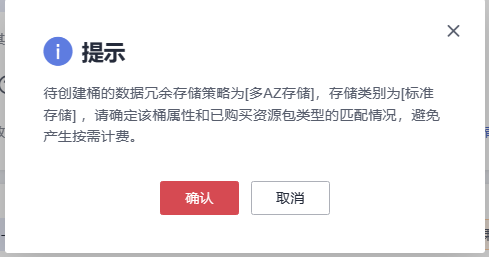 提示
待创建桶的数据冗余存储策略为[多AZ存储]，存储类别为[标准
存储] ，请确定该桶属性和已购买资源包类型的匹配情况，避免
产生按需计费。
确认 取消